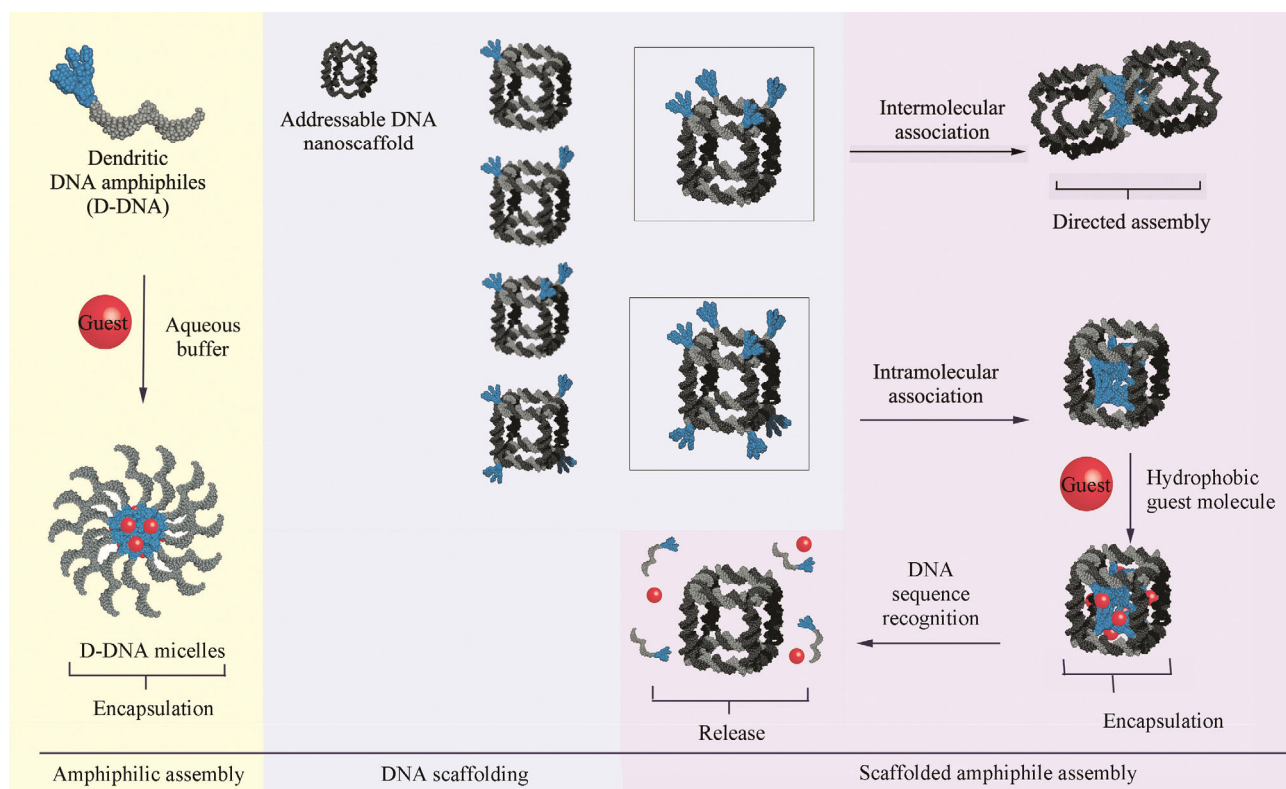 Dendritic
DNA amphiphiles
(D-DNA)
Guest
Aqueous
buffer
D-DNA micelles
Encapsulation
Amphiphilic assembly
Addressable DNA
nanoscaffold
DNA scaffolding
Intermolecular
association
Directed assembly
Intramolecular
association
Guest
Hydrophobic
guest molecule
DNA
sequence
recognition
Release
Encapsulation
Scaffolded amphiphile assembly